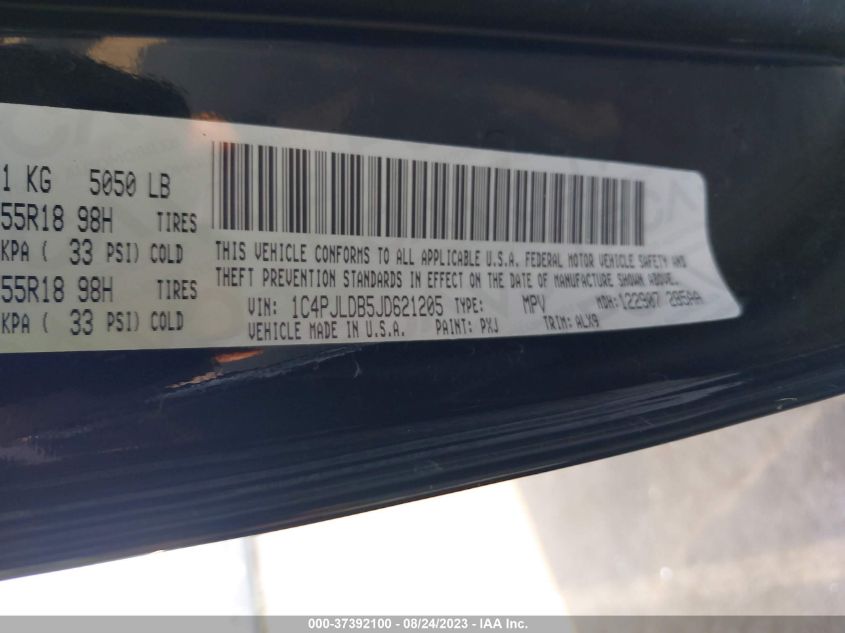 1 KG 5050 LB
55R18 98H TIRES
KPA ( 33 PSI) COLD
55R18 98H TIRES
KPA ( 33 PSI) COLD
THIS VEHICLE CONFORMS TO ALL APPLICABLE U.S.A. FEDERAL MOTOR VEHICLE SAFETY AND
THEFT PREVENTION STANDARDS IN EFFECT ON THE DATE OF MANUFACTURE SHOWN ABOVE.
VIN: 1C4PJLDB5JD621205 TYPE: MPV MDH: 122907 285AA
VEHICLE MADE IN U.S.A. PAINT: PXJ TRIM: ALX9
000-37392100 - 08/24/2023 - IAA Inc.